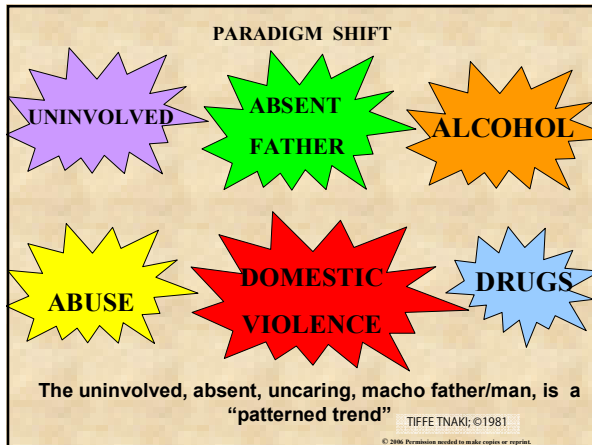 PARADIGM SHIFT
UNINVOLVED
ABSENT
FATHER
ALCOHOL
ABUSE
DOMESTIC
VIOLENCE
DRUGS
The uninvolved, absent, uncaring, macho father/man, is a
“patterned trend”
TIFFE TNAKI; ©1981
© 2006 Permission needed to make copies or reprint.